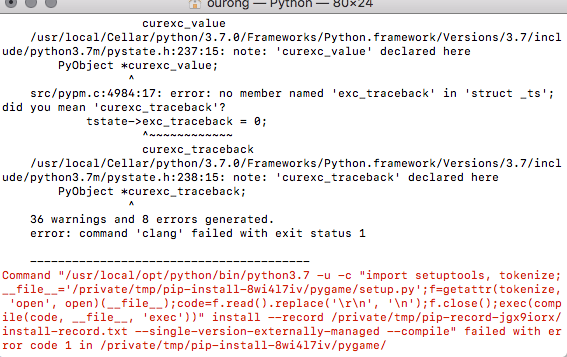 ourong — Python — 80×24
curexc_value
/usr/local/Cellar/python/3.7.0/Frameworks/Python.framework/Versions/3.7/incl
ude/python3.7m/pystate.h:237:15: note: 'curexc_value' declared here
PyObject *curexc_value;
^
src/pypm.c:4984:17: error: no member named 'exc_traceback' in 'struct _ts';
did you mean 'curexc_traceback'?
tstate->exc_traceback = 0;
^~~~~~~~~~~~~
curexc_traceback
/usr/local/Cellar/python/3.7.0/Frameworks/Python.framework/Versions/3.7/incl
ude/python3.7m/pystate.h:238:15: note: 'curexc_traceback' declared here
PyObject *curexc_traceback;
^
36 warnings and 8 errors generated.
error: command 'clang' failed with exit status 1
----------------------------------------
Command "/usr/local/opt/python/bin/python3.7 -u -c "import setuptools, tokenize;
__file__='/private/tmp/pip-install-8wi4l7iv/pygame/setup.py';f=getattr(tokenize,
'open', open)(__file__);code=f.read().replace('\r\n', '\n');f.close();exec(comp
ile(code, __file__, 'exec'))" install --record /private/tmp/pip-record-jgx9iorx/
install-record.txt --single-version-externally-managed --compile" failed with er
ror code 1 in /private/tmp/pip-install-8wi4l7iv/pygame/